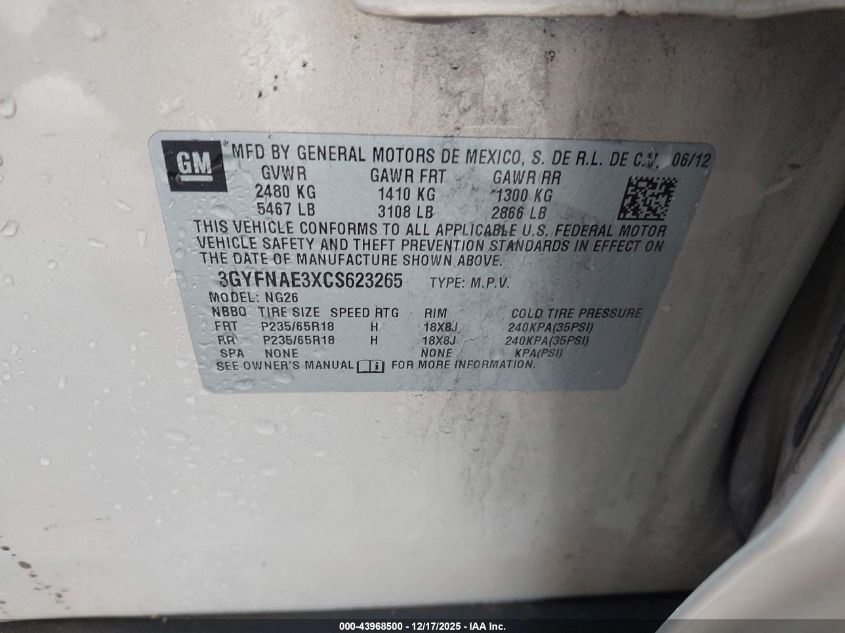 GM MFD BY GENERAL MOTORS DE MEXICO, S. DE R.L. DE C.V. 06/12
GVWR GAWR FRT GAWR RR
2480 KG 1410 KG 1300 KG
5467 LB 3108 LB 2866 LB
THIS VEHICLE CONFORMS TO ALL APPLICABLE U.S. FEDERAL MOTOR
VEHICLE SAFETY AND THEFT PREVENTION STANDARDS IN EFFECT ON
THE DATE OF MANUFACTURE SHOWN ABOVE.
3GYFNAE3XCS623265 TYPE: M.P.V.
MODEL: NG26
NBBQ TIRE SIZE SPEED RTG RIM COLD TIRE PRESSURE
FRT P235/65R18 H 18X8J 240KPA(35PSI)
RR P235/65R18 H 18X8J 240KPA(35PSI)
SPA NONE NONE KPA(PSI)
SEE OWNER'S MANUAL FOR MORE INFORMATION.
000-43968500 - 12/17/2025 - IAA Inc.